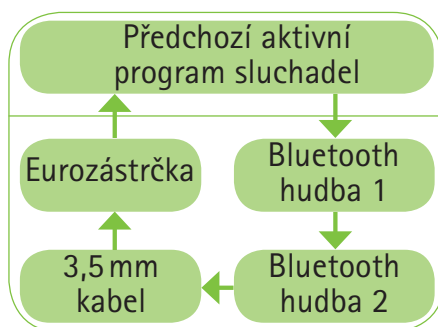 Předchozí aktivní
program sluchadel
Eurozástrčka
Bluetooth
hudba 1
3,5 mm
kabel
Bluetooth
hudba 2